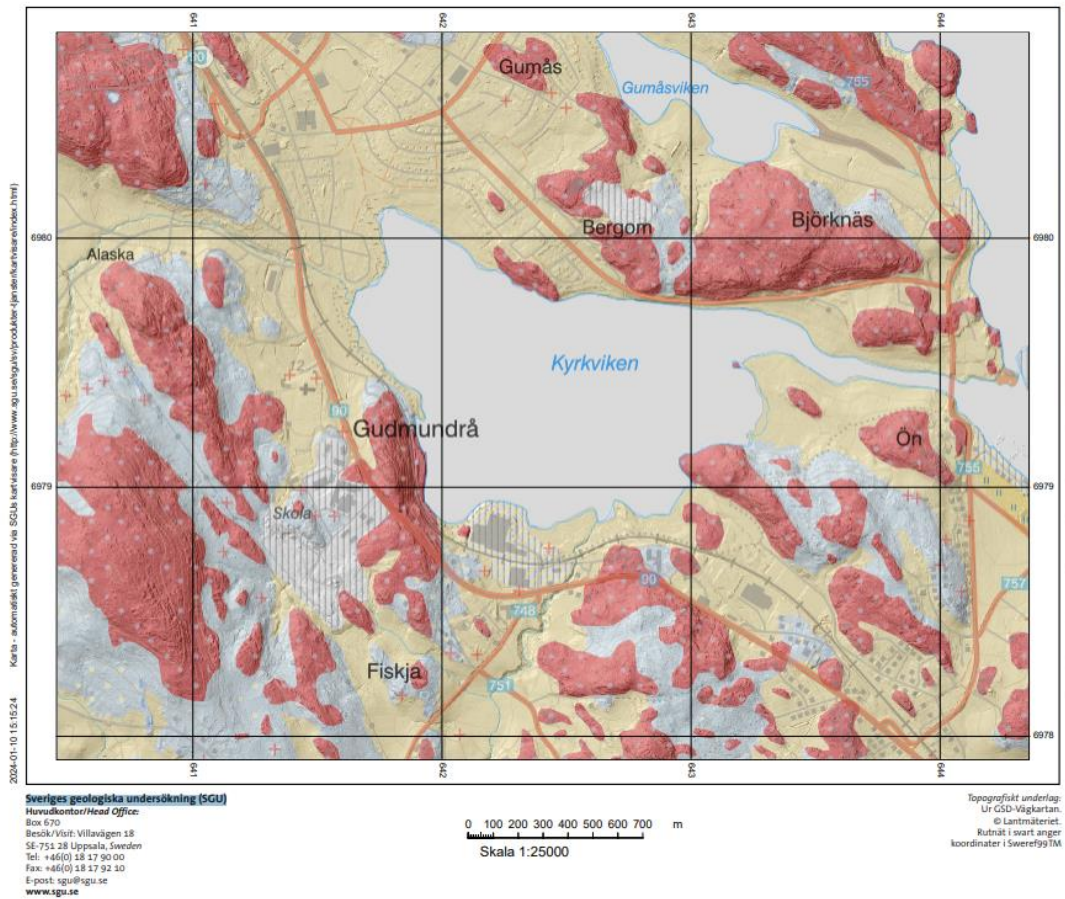 641
642
643
644
90
Gumås
Gumåsviken
755
Bergom
Björknäs
6980
6980
Alaska
Kyrkviken
12
90
Gudmundrå
Ön
755
6979
6979
Skola
90
748
757
Fiskja
751
6978
6978
641
642
643
644
Karta - automatiskt genererad via SGUs kartvisare (http://www.sgu.se/sgu/sv/produkter-tjanster/kartvisare/index.html)
2024-01-10 15:15:24
Sveriges geologiska undersökning (SGU)
Huvudkontor/Head Office:
Box 670
Besök/Visit: Villavägen 18
SE-751 28 Uppsala, Sweden
Tel: +46(0) 18 17 90 00
Fax: +46(0) 18 17 92 10
E-post: sgu@sgu.se
www.sgu.se
0 100 200 300 400 500 600 700 m
Skala 1:25000
Topografiskt underlag:
Ur GSD-Vägkartan.
© Lantmäteriet.
Rutnät i svart anger
koordinater i Sweref99TM